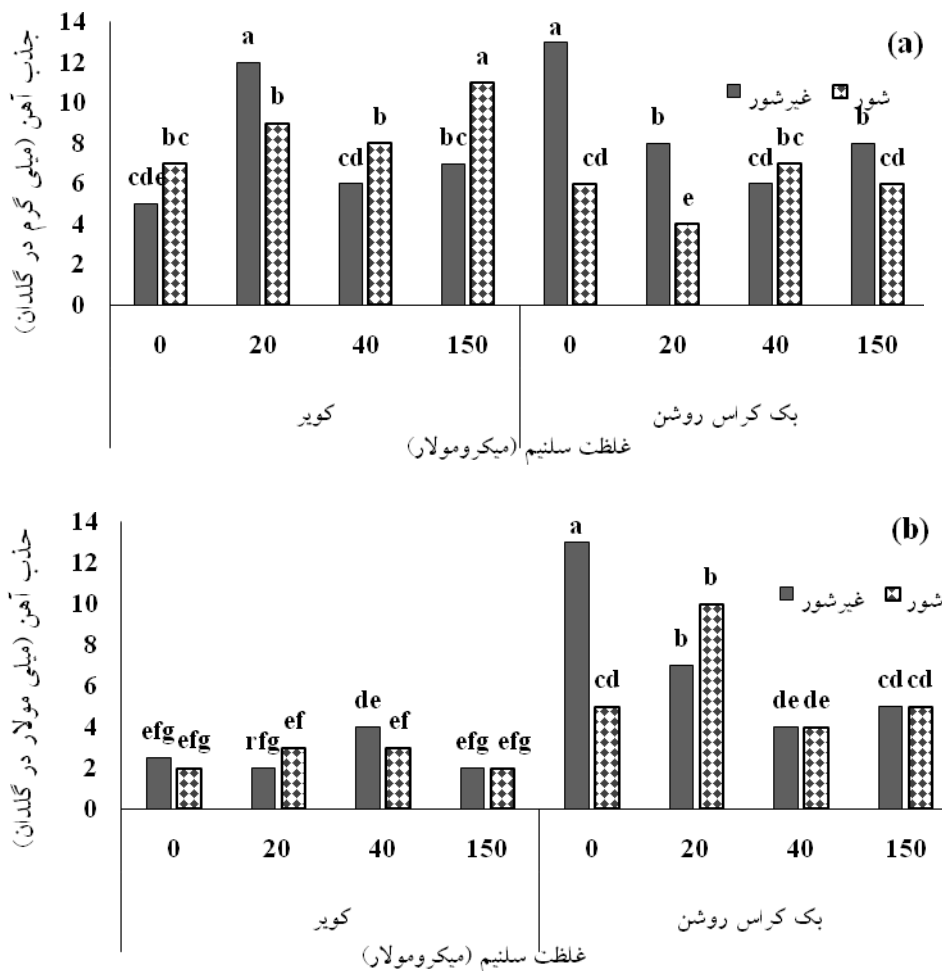 (a)
غیرشور شور
جذب آهن (میلی گرم در گلدان)
14
12
10
8
6
4
2
0
cde bc a b cd b b a a cd b e cd bc b cd
0 20 40 150 0 20 40 150
کویر بک کراس روشن
غلظت سلنیم (میکرومولار)
(b)
غیرشور شور
جذب آهن (میلی مولار در گلدان)
14
12
10
8
6
4
2
0
efg efg rfg ef de ef efg efg a cd b b de de cd cd
0 20 40 150 0 20 40 150
کویر بک کراس روشن
غلظت سلنیم (میکرومولار)